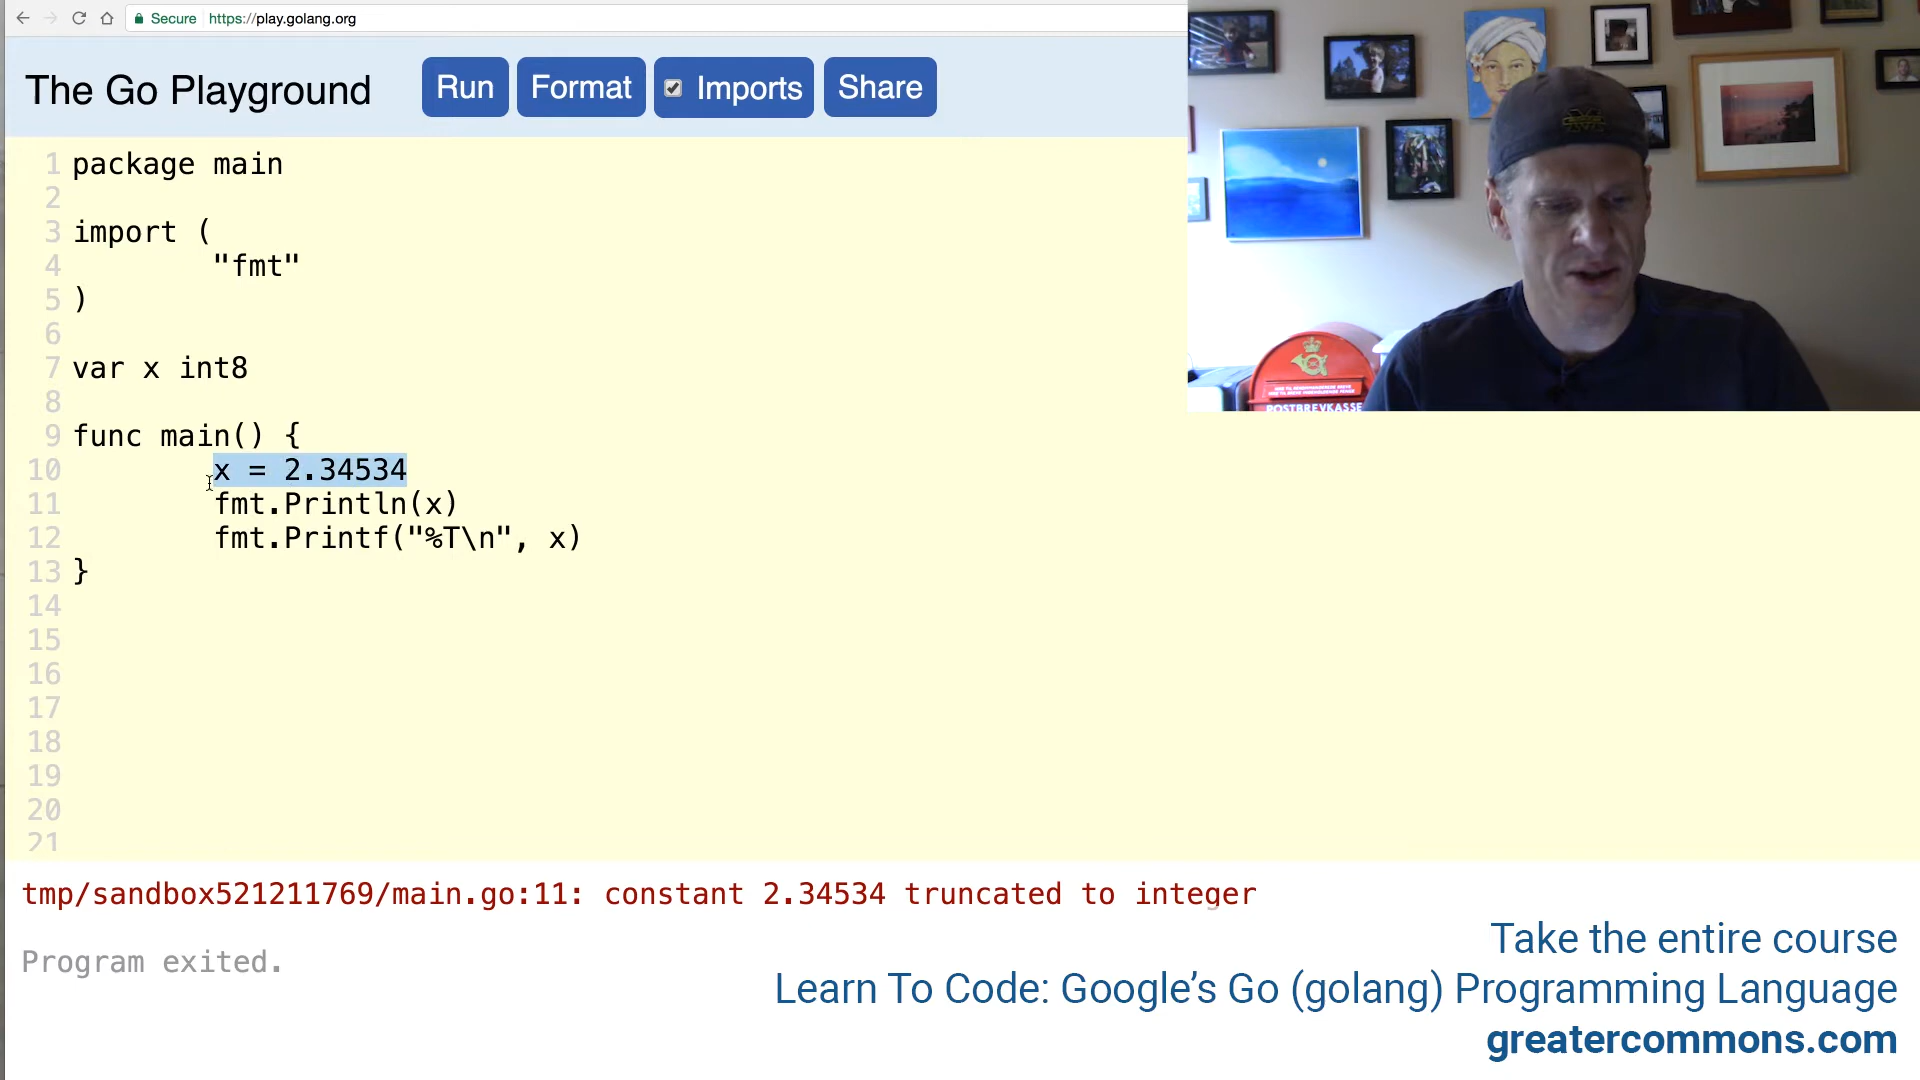 Secure https://play.golang.org
The Go Playground Run Format Imports Share
1 package main
2
3 import (
4 "fmt"
5 )
6
7 var x int8
8
9 func main() {
10 x = 2.34534
11 fmt.Println(x)
12 fmt.Printf("%T\n", x)
13 }
14
15
16
17
18
19
20
21
POSTBREVKASSE
tmp/sandbox521211769/main.go:11: constant 2.34534 truncated to integer
Program exited.
Take the entire course
Learn To Code: Google’s Go (golang) Programming Language
greatercommons.com